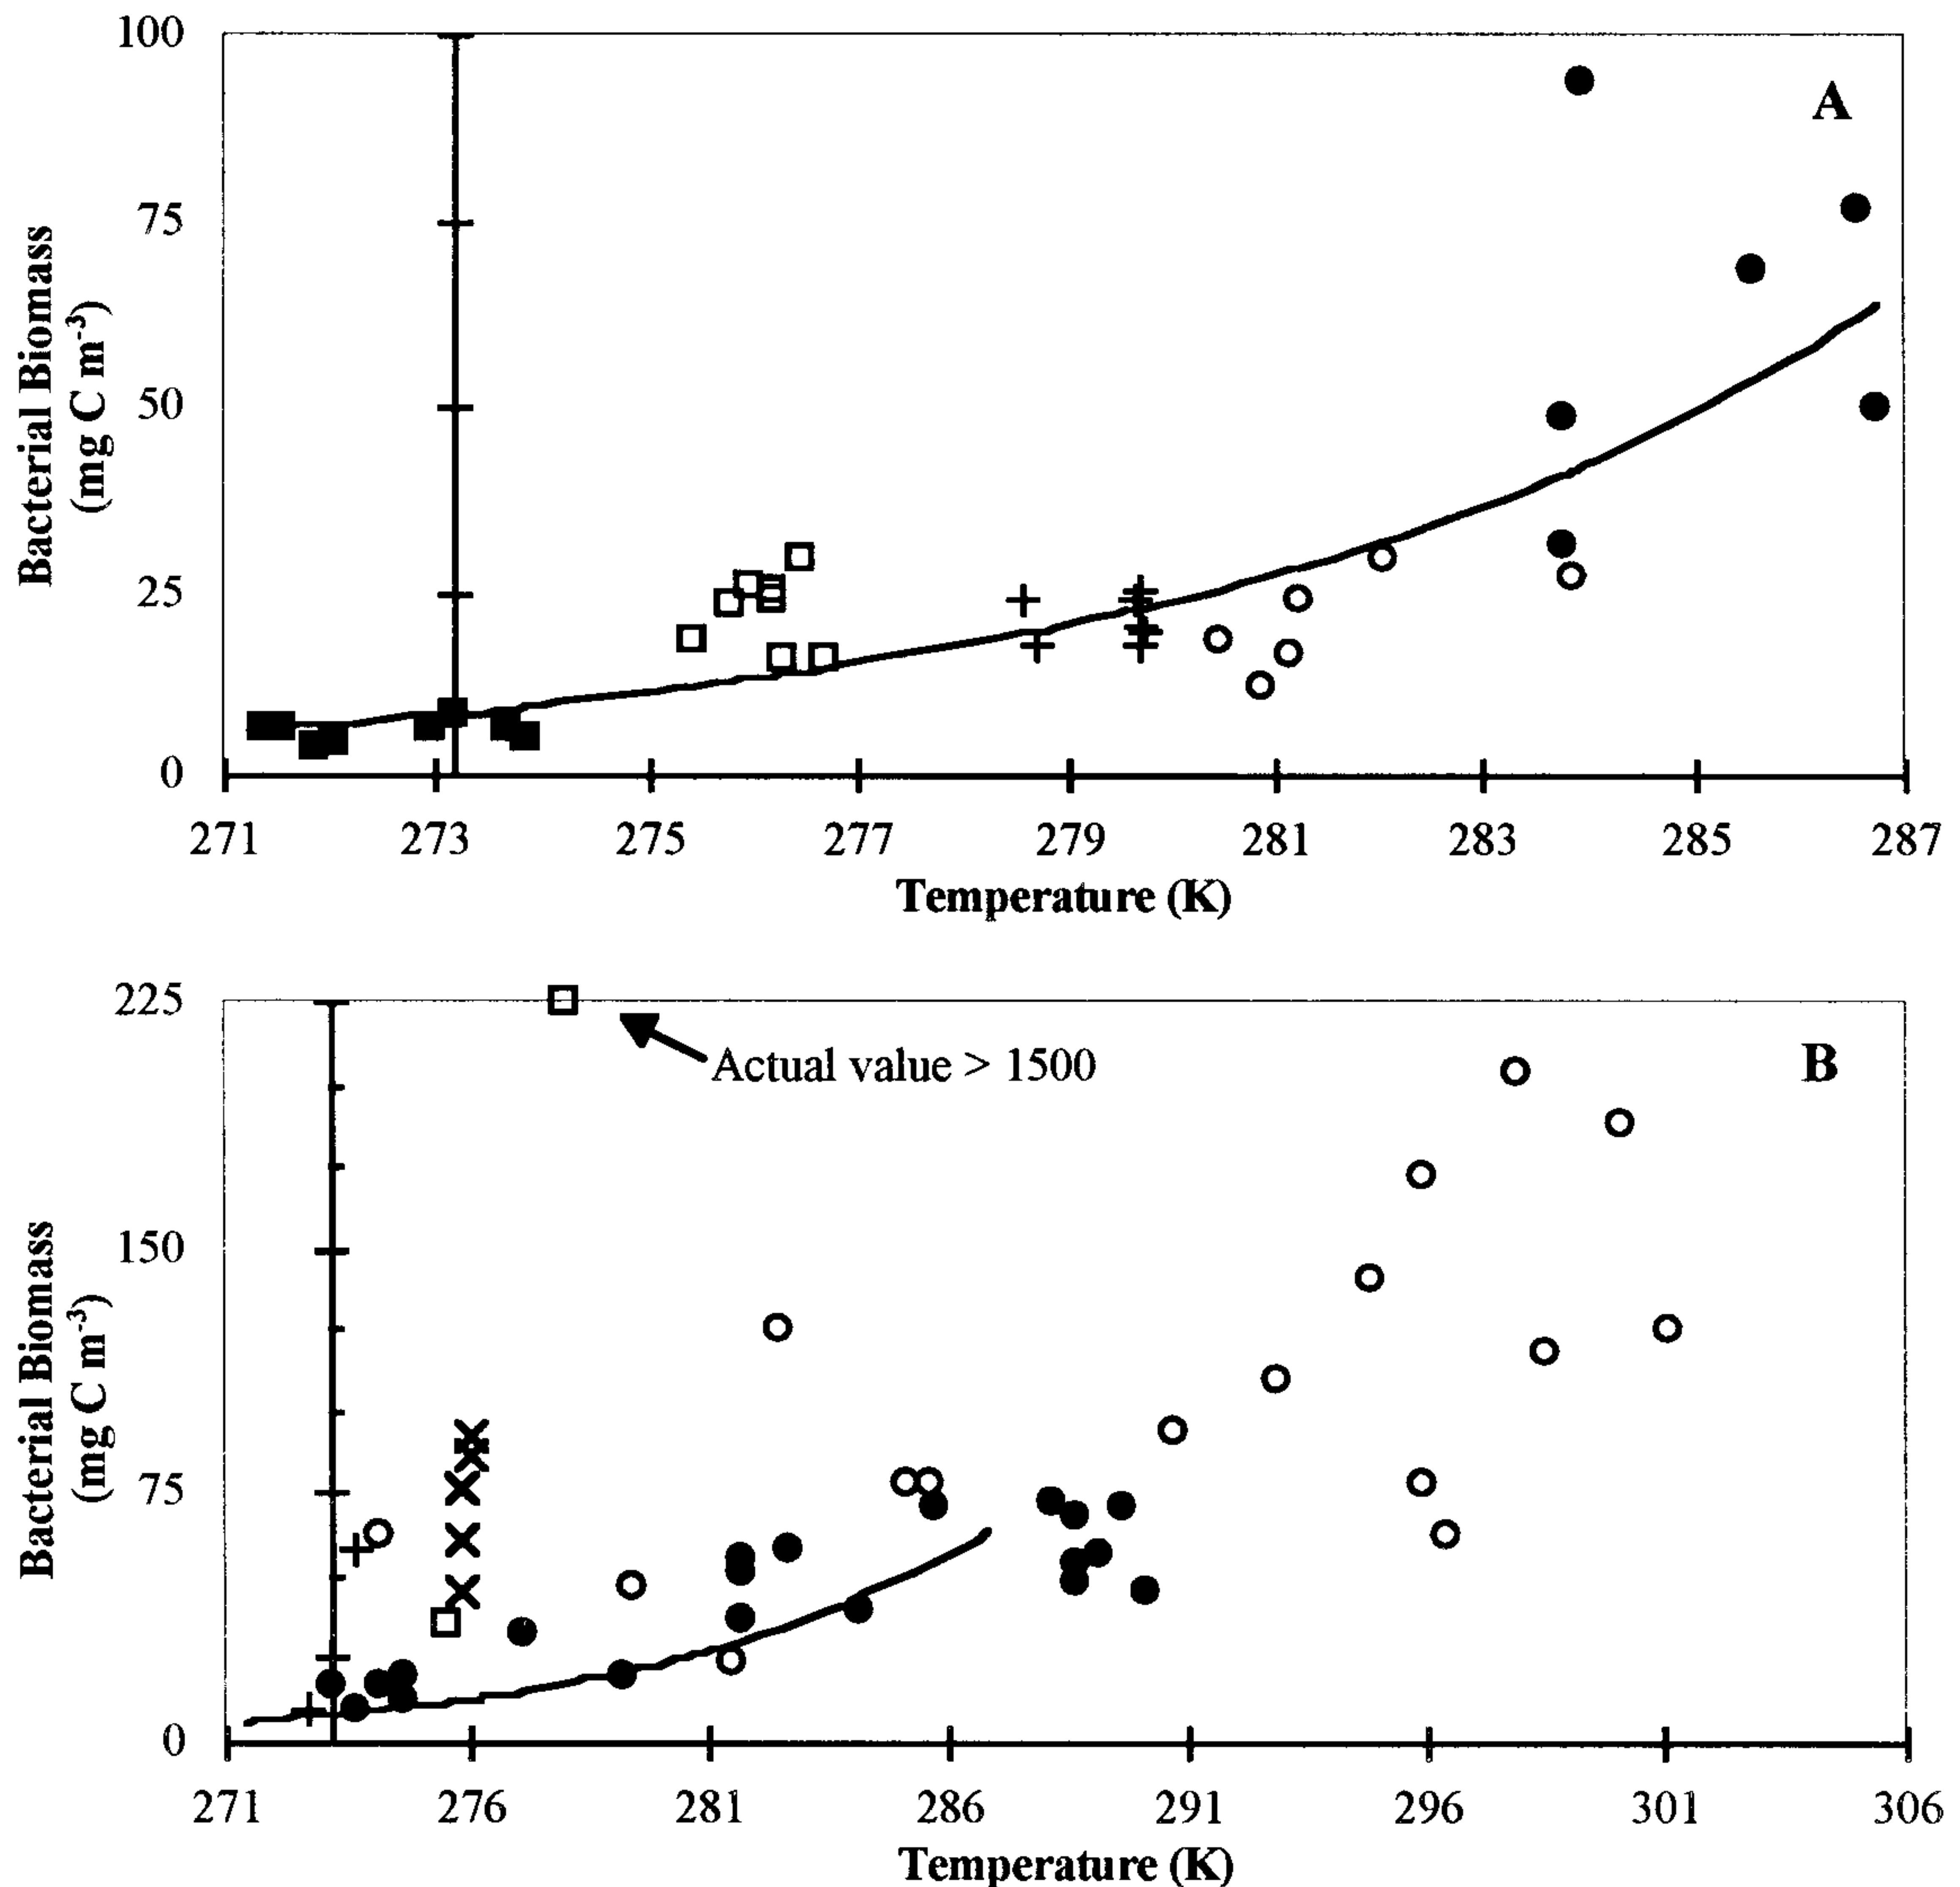 100
A
75
50
25
0
Bacterial Biomass
(mg C m-3)
271 273 275 277 279 281 283 285 287
Temperature (K)
225
Actual value > 1500
B
150
75
0
Bacterial Biomass
(mg C m-3)
271 276 281 286 291 296 301 306
Temperature (K)